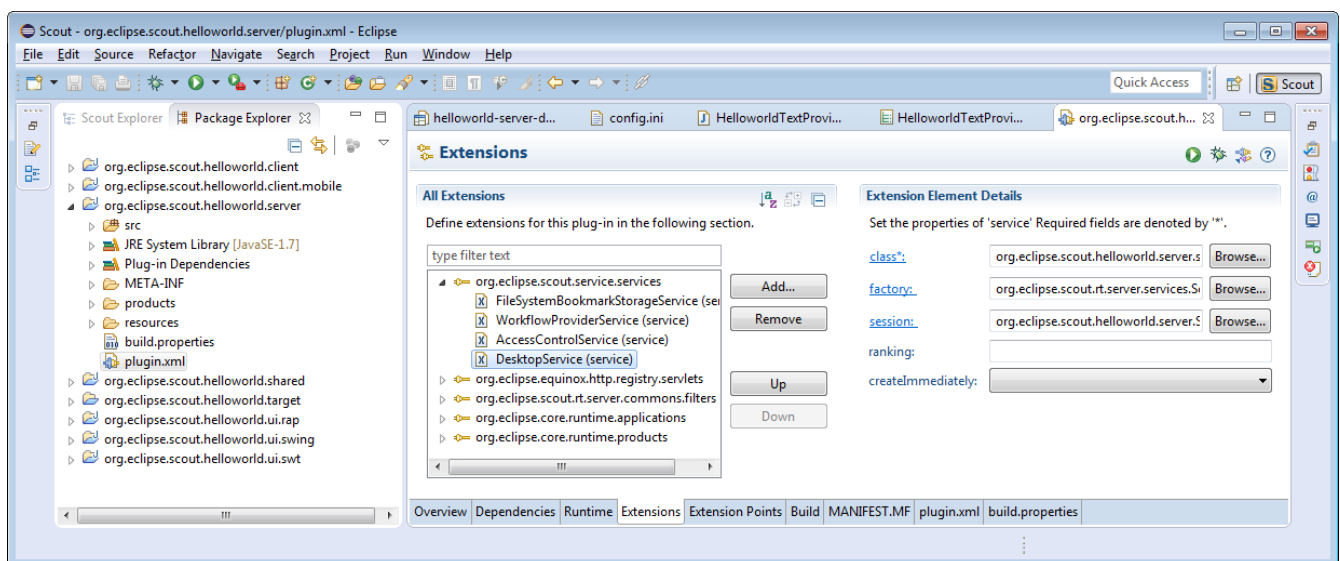 Scout - org.eclipse.scout.helloworld.server/plugin.xml - Eclipse
File Edit Source Refactor Navigate Search Project Run Window Help
Quick Access
Scout
Scout Explorer
Package Explorer
org.eclipse.scout.helloworld.client
org.eclipse.scout.helloworld.client.mobile
org.eclipse.scout.helloworld.server
src
JRE System Library [JavaSE-1.7]
Plug-in Dependencies
META-INF
products
resources
build.properties
plugin.xml
org.eclipse.scout.helloworld.shared
org.eclipse.scout.helloworld.target
org.eclipse.scout.helloworld.ui.rap
org.eclipse.scout.helloworld.ui.swing
org.eclipse.scout.helloworld.ui.swt
helloworld-server-d...
config.ini
HelloworldTextProvi...
HelloworldTextProvi...
org.eclipse.scout.h...
Extensions
All Extensions
Define extensions for this plug-in in the following section.
type filter text
org.eclipse.scout.service.services
FileSystemBookmarkStorageService (ser
WorkflowProviderService (service)
AccessControlService (service)
DesktopService (service)
org.eclipse.equinox.http.registry.servlets
org.eclipse.scout.rt.server.commons.filters
org.eclipse.core.runtime.applications
org.eclipse.core.runtime.products
Add...
Remove
Up
Down
Extension Element Details
Set the properties of 'service' Required fields are denoted by '*'.
class*: org.eclipse.scout.helloworld.server.s Browse...
factory: org.eclipse.scout.rt.server.services.Se Browse...
session: org.eclipse.scout.helloworld.server.S Browse...
ranking:
createImmediately:
Overview Dependencies Runtime Extensions Extension Points Build MANIFEST.MF plugin.xml build.properties